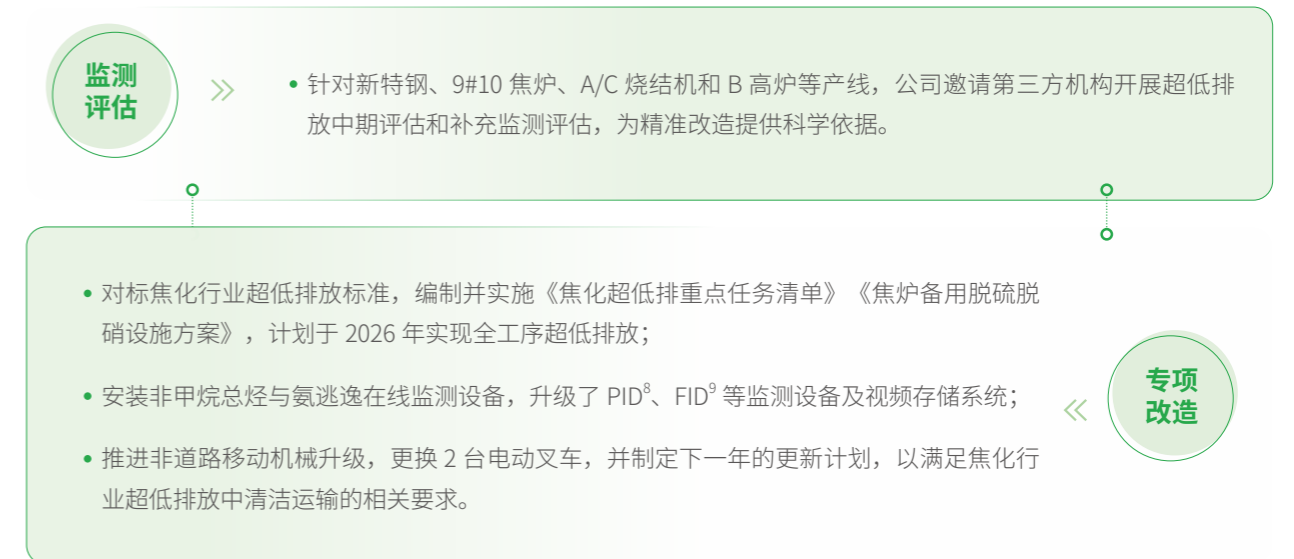 监测
评估
• 针对新特钢、9#10 焦炉、A/C 烧结机和 B 高炉等产线，公司邀请第三方机构开展超低排
放中期评估和补充监测评估，为精准改造提供科学依据。
• 对标焦化行业超低排放标准，编制并实施《焦化超低排重点任务清单》《焦炉备用脱硫脱
硝设施方案》，计划于 2026 年实现全工序超低排放；
• 安装非甲烷总烃与氨逃逸在线监测设备，升级了 PID⁸、FID⁹ 等监测设备及视频存储系统；
• 推进非道路移动机械升级，更换 2 台电动叉车，并制定下一年的更新计划，以满足焦化行
业超低排放中清洁运输的相关要求。
专项
改造